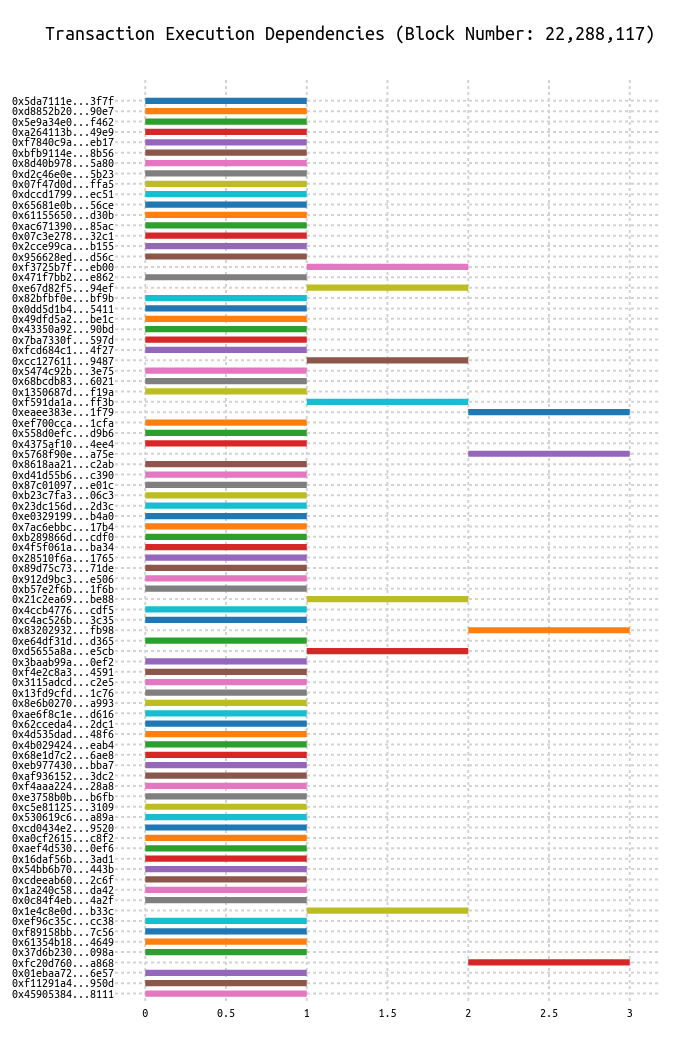 Transaction Execution Dependencies (Block Number: 22,288,117)
0x5da7111e...3f7f
0xd8852b20...90e7
0x5e9a34e0...f462
0xa264113b...49e9
0xf7840c9a...eb17
0xbfb9114e...8b56
0x8d40b978...5a80
0xd2c46e0e...5b23
0x07f47d0d...ffa5
0xdccd1799...ec51
0x65681e0b...56ce
0x61155650...d30b
0xac671390...85ac
0x07c3e278...32c1
0x2cce99ca...b155
0x956628ed...d56c
0xf3725b7f...eb00
0x471f7bb2...e862
0xe67d82f5...94ef
0x82bfbf0e...bf9b
0x0dd5d1b4...5411
0x49dfd5a2...be1c
0x43350a92...90bd
0x7ba7330f...597d
0xfcd684c1...4f27
0xcc127611...9487
0x5474c92b...3e75
0x68bcdb83...6021
0x1350687d...f19a
0xf591da1a...ff3b
0xeaee383e...1f79
0xef700cca...1cfa
0x558d0efc...d9b6
0x4375af10...4ee4
0x5768f90e...a75e
0x8618aa21...c2ab
0xd41d55b6...c390
0x87c01097...e01c
0xb23c7fa3...06c3
0x23dc156d...2d3c
0xe0329199...b4a0
0x7ac6ebbc...17b4
0xb289866d...cdf0
0x4f5f061a...ba34
0x28510f6a...1765
0x89d75c73...71de
0x912d9bc3...e506
0xb57e2f6b...1f6b
0x21c2ea69...be88
0x4ccb4776...cdf5
0xc4ac526b...3c35
0x83202932...fb98
0xe64df31d...d365
0xd5655a8a...e5cb
0x3baab99a...0ef2
0xf4e2c8a3...4591
0x3115adcd...c2e5
0x13fd9cfd...1c76
0x8e6b0270...a993
0xae6f8c1e...d616
0x62cceda4...2dc1
0x4d535dad...48f6
0x4b029424...eab4
0x68e1d7c2...6ae8
0xeb977430...bba7
0xaf936152...3dc2
0xf4aaa224...28a8
0xe3758b0b...b6fb
0xc5e81125...3109
0x530619c6...a89a
0xcd0434e2...9520
0xa0cf2615...c8f2
0xaef4d530...0ef6
0x16daf56b...3ad1
0x54bb6b70...443b
0xcdeeab60...2c6f
0x1a240c58...da42
0x0c84f4eb...4a2f
0x1e4c8e0d...b33c
0xef96c35c...cc38
0xf89158bb...7c56
0x61354b18...4649
0x37d6b230...098a
0xfc20d760...a868
0x01ebaa72...6e57
0xf11291a4...950d
0x45905384...8111
0 0.5 1 1.5 2 2.5 3